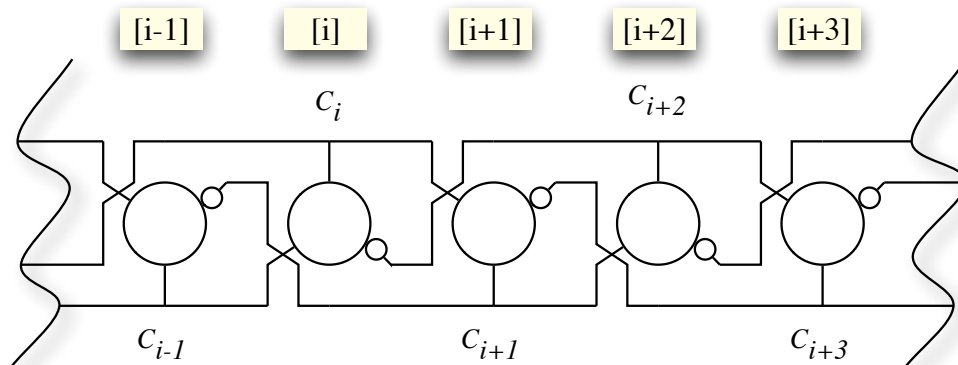 [i-1] [i] [i+1] [i+2] [i+3]
C_i C_{i+2}
C_{i-1} C_{i+1} C_{i+3}